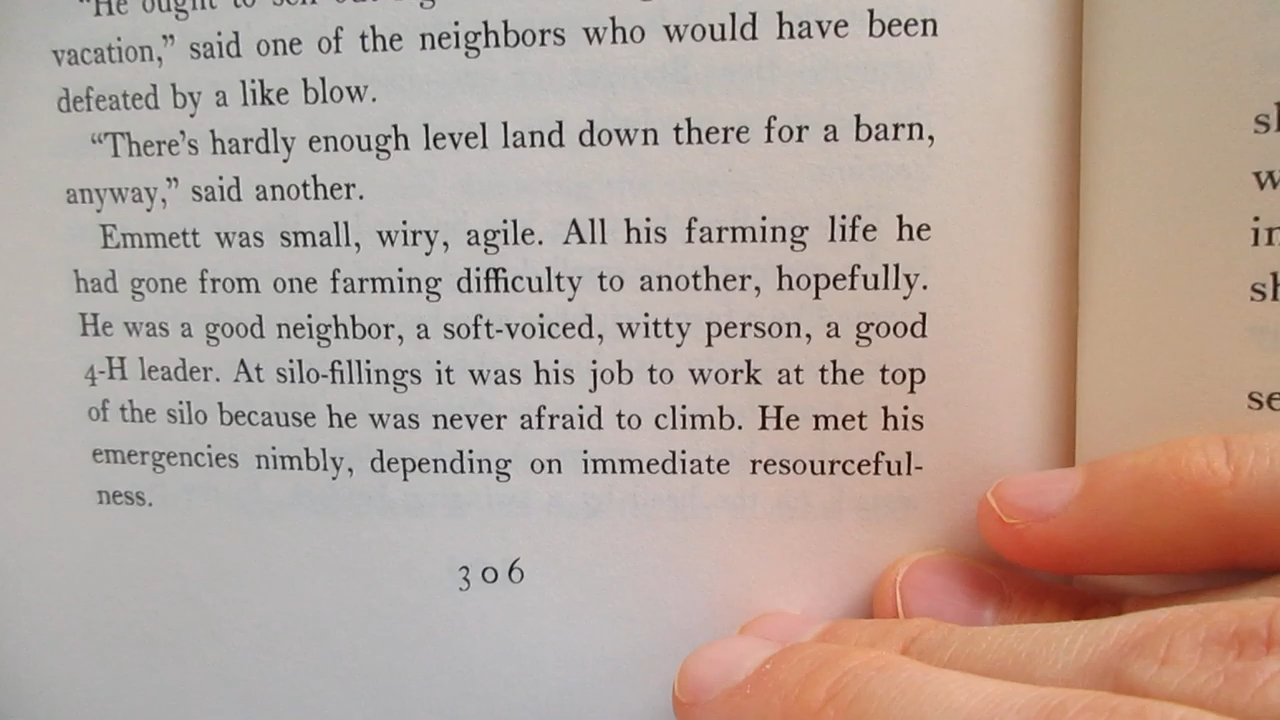 "He ought to sell
vacation," said one of the neighbors who would have been
defeated by a like blow.
"There's hardly enough level land down there for a barn,
anyway," said another.
Emmett was small, wiry, agile. All his farming life he
had gone from one farming difficulty to another, hopefully.
He was a good neighbor, a soft-voiced, witty person, a good
4-H leader. At silo-fillings it was his job to work at the top
of the silo because he was never afraid to climb. He met his
emergencies nimbly, depending on immediate resourceful-
ness.
306